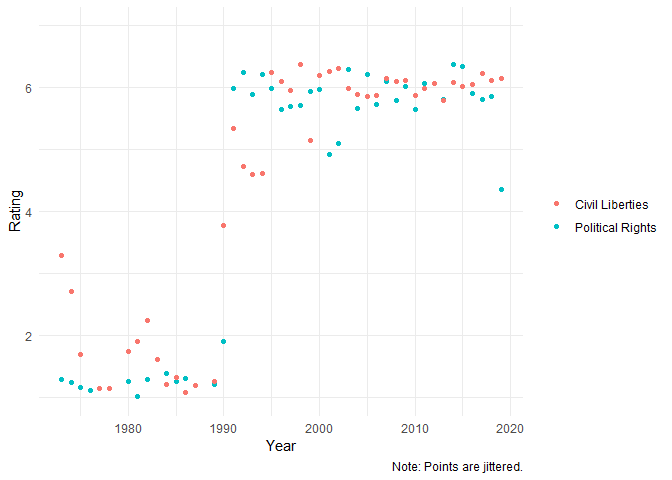 6
4
2
Rating
1980 1990 2000 2010 2020
Year
Civil Liberties
Political Rights
Note: Points are jittered.